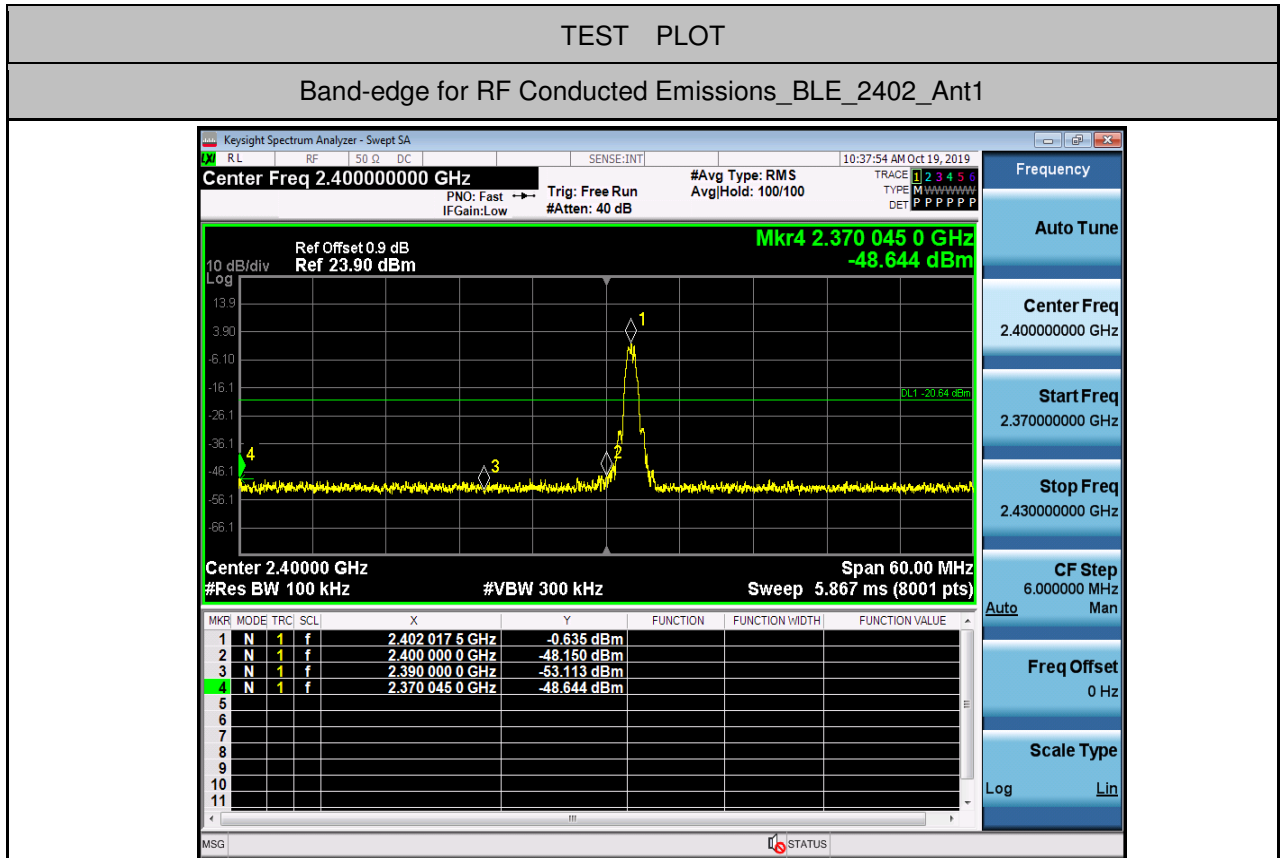 TEST PLOT
Band-edge for RF Conducted Emissions_BLE_2402_Ant1
Keysight Spectrum Analyzer - Swept SA
LXI RL RF 50 Ω DC SENSE:INT 10:37:54 AM Oct 19, 2019
Center Freq 2.400000000 GHz
PNO: Fast
IFGain:Low
Trig: Free Run
#Atten: 40 dB
#Avg Type: RMS
Avg|Hold: 100/100
TRACE 1 2 3 4 5 6
TYPE M W W W W W
DET P P P P P P
Mkr4 2.370 045 0 GHz
-48.644 dBm
Ref Offset 0.9 dB
10 dB/div Ref 23.90 dBm
Log
13.9
3.90
-6.10
-16.1
-26.1
-36.1
-46.1
-56.1
-66.1
1
2
3
4
DL1 -20.64 dBm
Center 2.40000 GHz Span 60.00 MHz
#Res BW 100 kHz #VBW 300 kHz Sweep 5.867 ms (8001 pts)
MKR MODE TRC SCL X Y FUNCTION FUNCTION WIDTH FUNCTION VALUE
1 N 1 f 2.402 017 5 GHz -0.635 dBm
2 N 1 f 2.400 000 0 GHz -48.150 dBm
3 N 1 f 2.390 000 0 GHz -53.113 dBm
4 N 1 f 2.370 045 0 GHz -48.644 dBm
5
6
7
8
9
10
11
MSG STATUS
Frequency
Auto Tune
Center Freq
2.400000000 GHz
Start Freq
2.370000000 GHz
Stop Freq
2.430000000 GHz
CF Step
6.000000 MHz
Auto Man
Freq Offset
0 Hz
Scale Type
Log Lin